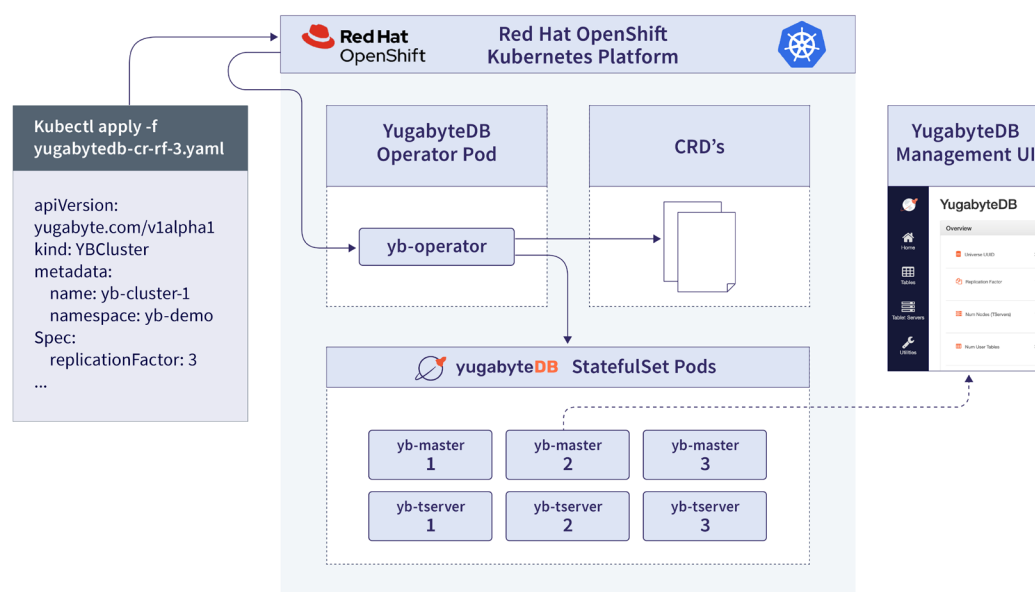 Red Hat
OpenShift
Red Hat OpenShift
Kubernetes Platform
Kubectl apply -f
yugabytedb-cr-rf-3.yaml
apiVersion:
yugabyte.com/v1alpha1
kind: YBCluster
metadata:
name: yb-cluster-1
namespace: yb-demo
Spec:
replicationFactor: 3
...
YugabyteDB
Operator Pod
yb-operator
CRD’s
yugabyteDB StatefulSet Pods
yb-master
1
yb-master
2
yb-master
3
yb-tserver
1
yb-tserver
2
yb-tserver
3
YugabyteDB
Management UI
YugabyteDB
Overview
Home
Tables
Tablet Servers
Utilities
Universe UUID
Replication Factor
Num Nodes (TServers)
Num User Tables